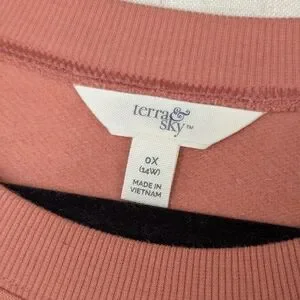 terra &
sky™
0X
(14W)
MADE IN
VIETNAM